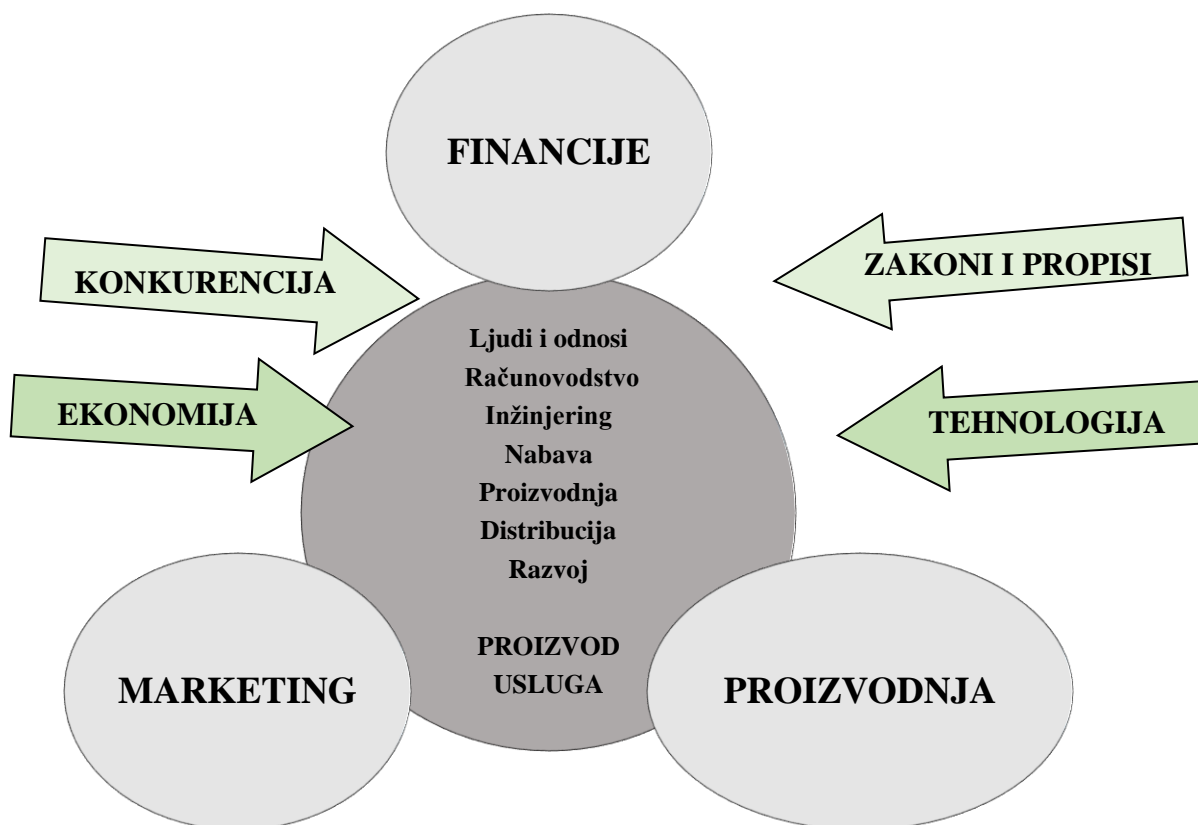 FINANCIJE
KONKURENCIJA
ZAKONI I PROPISI
EKONOMIJA
TEHNOLOGIJA
Ljudi i odnosi
Računovodstvo
Inžinjering
Nabava
Proizvodnja
Distribucija
Razvoj
PROIZVOD
USLUGA
MARKETING
PROIZVODNJA